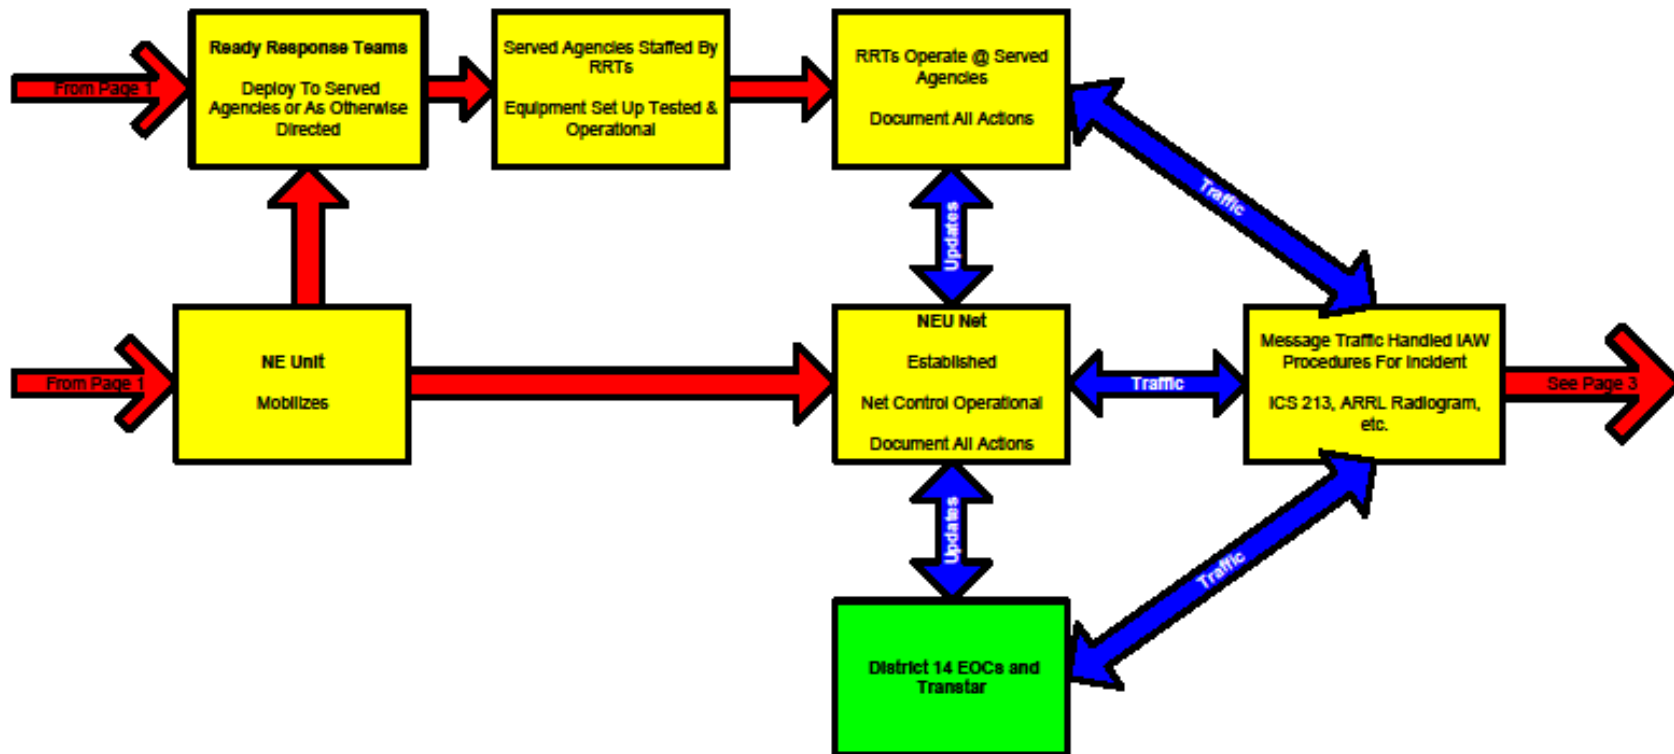 From Page 1
Ready Response Teams
Deploy To Served
Agencies or As Otherwise
Directed
Served Agencies Staffed By
RRTs
Equipment Set Up Tested &
Operational
RRTs Operate @ Served
Agencies
Document All Actions
Traffic
Updates
From Page 1
NE Unit
Mobilizes
NEU Net
Established
Net Control Operational
Document All Actions
Traffic
Message Traffic Handled IAW
Procedures For Incident
ICS 213, ARRL Radiogram,
etc.
See Page 3
Updates
Traffic
District 14 EOCs and
Transtar